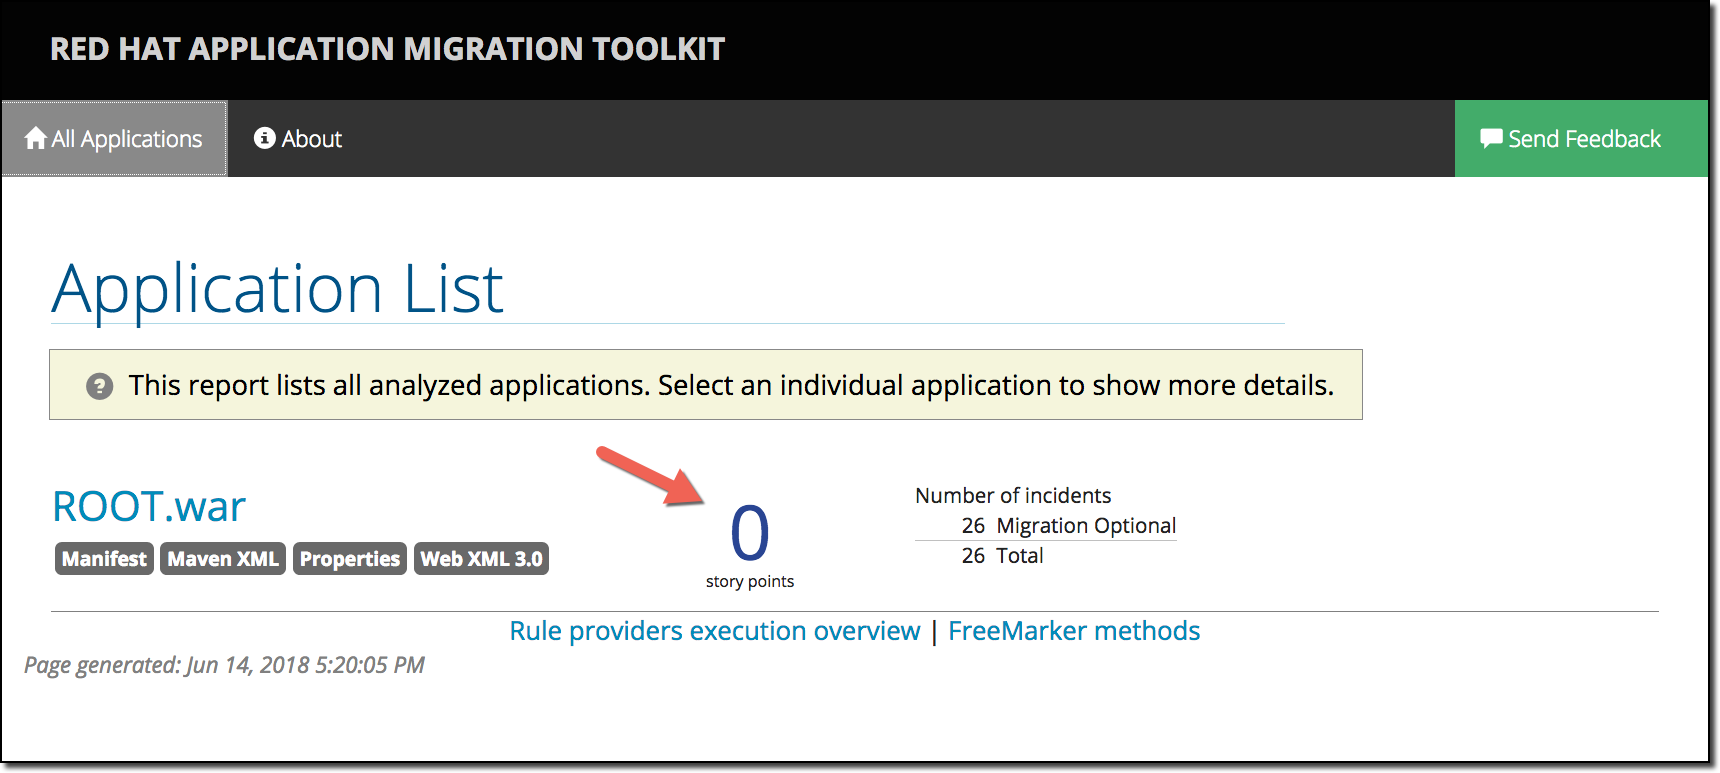 RED HAT APPLICATION MIGRATION TOOLKIT
All Applications
About
Send Feedback
Application List
This report lists all analyzed applications. Select an individual application to show more details.
ROOT.war
Manifest Maven XML Properties Web XML 3.0
0
story points
Number of incidents
26 Migration Optional
26 Total
Rule providers execution overview | FreeMarker methods
Page generated: Jun 14, 2018 5:20:05 PM